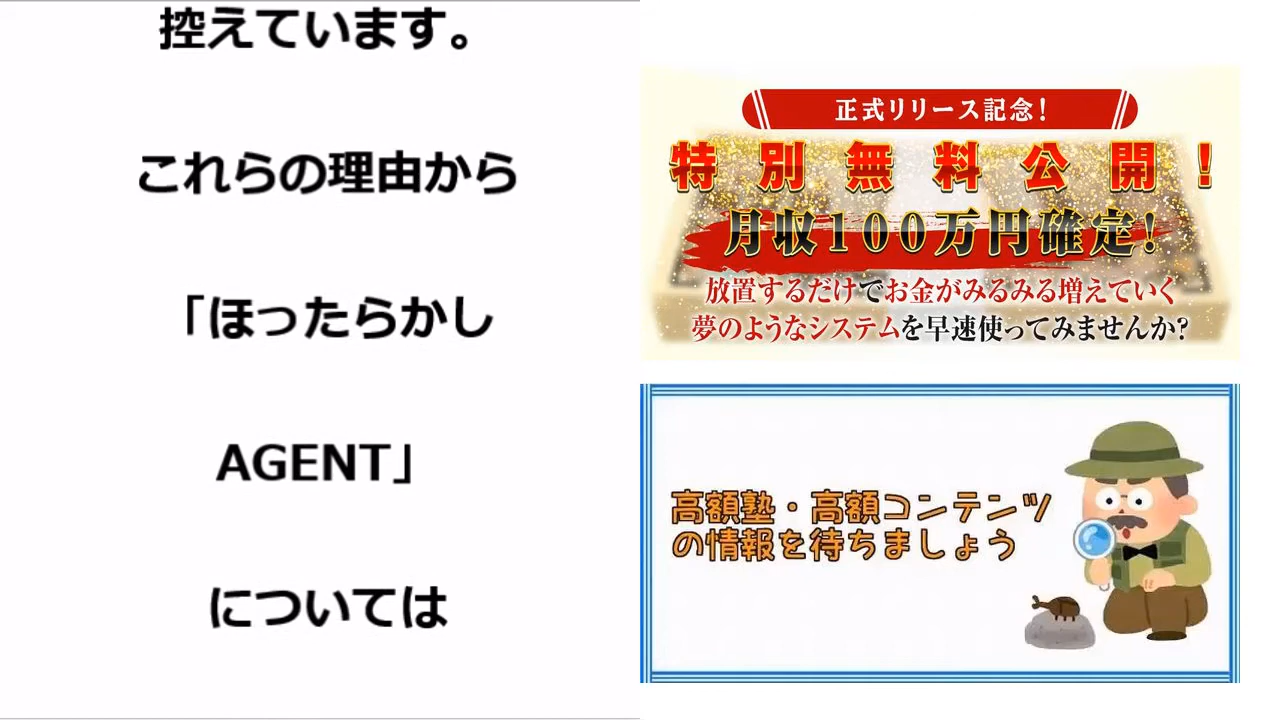 控えています。
これらの理由から
「ほったらかし
AGENT」
については
正式リリース記念!
特別無料公開!
月収100万円確定!
放置するだけでお金がみるみる増えていく
夢のようなシステムを早速使ってみませんか?
高額塾・高額コンテンツ
の情報を待ちましょう